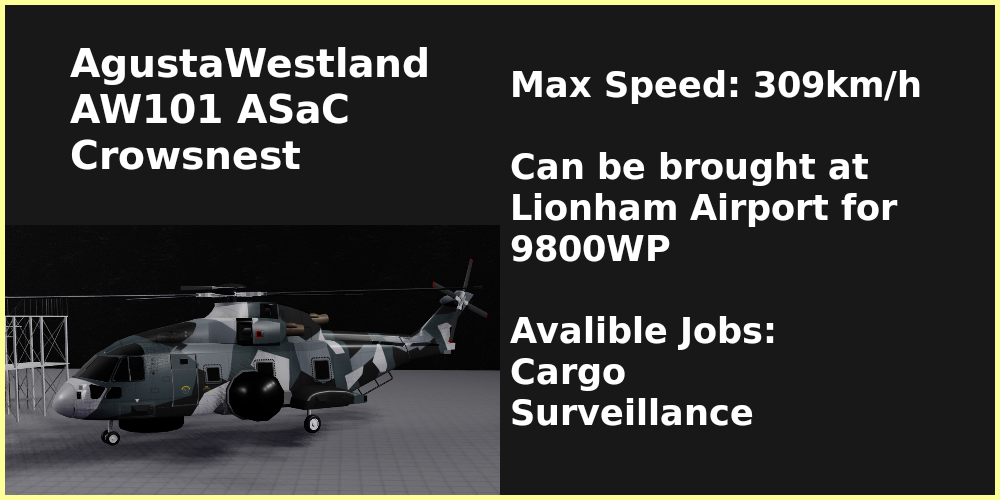 AgustaWestland
AW101 ASaC
Crowsnest
Max Speed: 309km/h
Can be brought at
Lionham Airport for
9800WP
Avalible Jobs:
Cargo
Surveillance